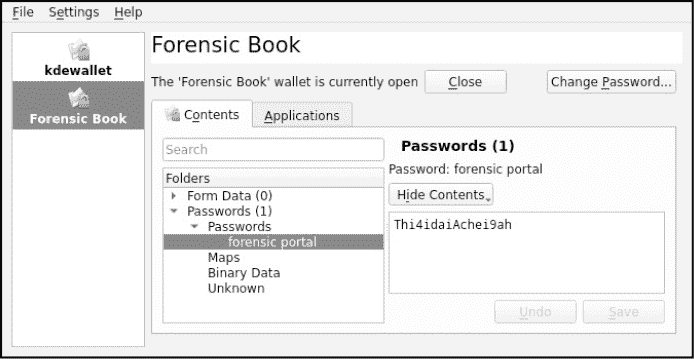 File Settings Help
kdewallet
Forensic Book
Forensic Book
The 'Forensic Book' wallet is currently open
Close
Change Password...
Contents
Applications
Search
Folders
Form Data (0)
Passwords (1)
Passwords
forensic portal
Maps
Binary Data
Unknown
Passwords (1)
Password: forensic portal
Hide Contents
Thi4idaiAchei9ah
Undo
Save